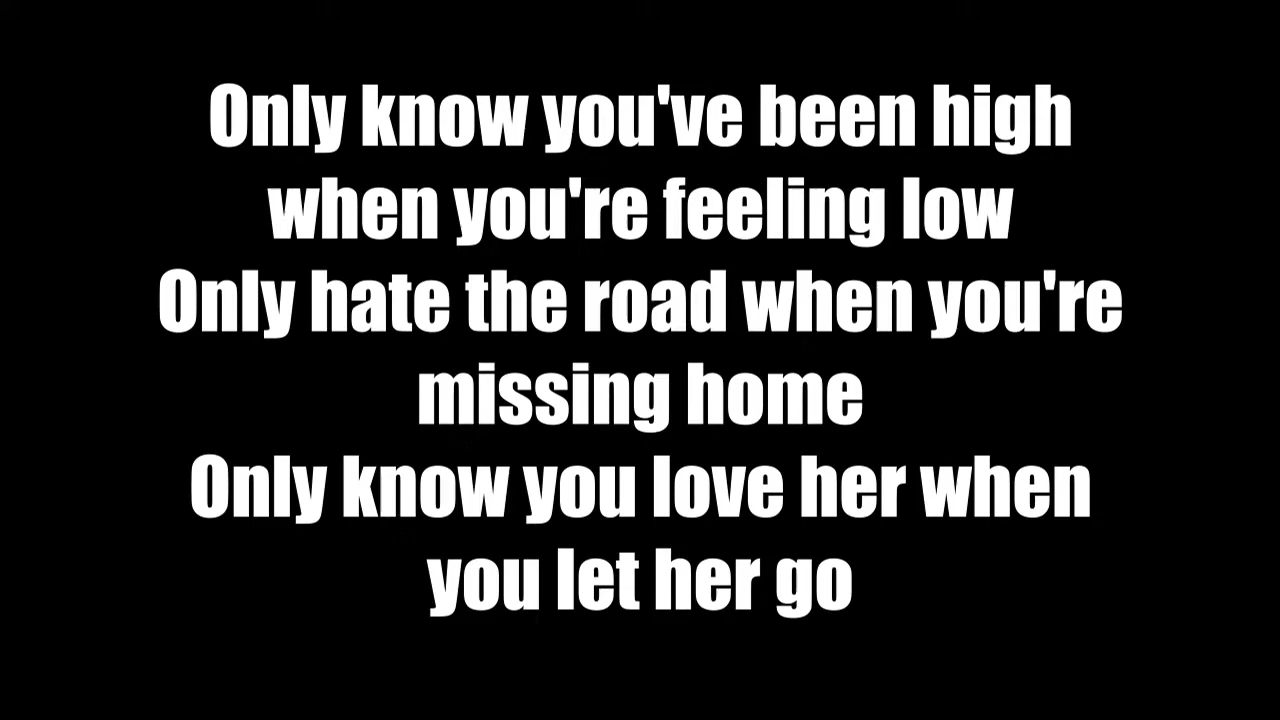 Only know you've been high
when you're feeling low
Only hate the road when you're
missing home
Only know you love her when
you let her go